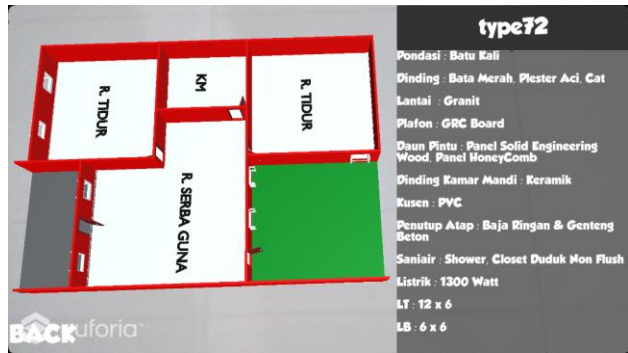 type72
R. TIDUR
KM
R. TIDUR
R. SERBA GUNA
Pondasi : Batu Kali
Dinding : Bata Merah, Plester Aci, Cat
Lantai : Granit
Plafon : GRC Board
Daun Pintu : Panel Solid Engineering
Wood, Panel HoneyComb
Dinding Kamar Mandi : Keramik
Kusen : PVC
Penutup Atap : Baja Ringan & Genteng
Beton
Saniair : Shower, Closet Duduk Non Flush
Listrik : 1300 Watt
LT : 12 x 6
LB : 6 x 6
BACK
uforia